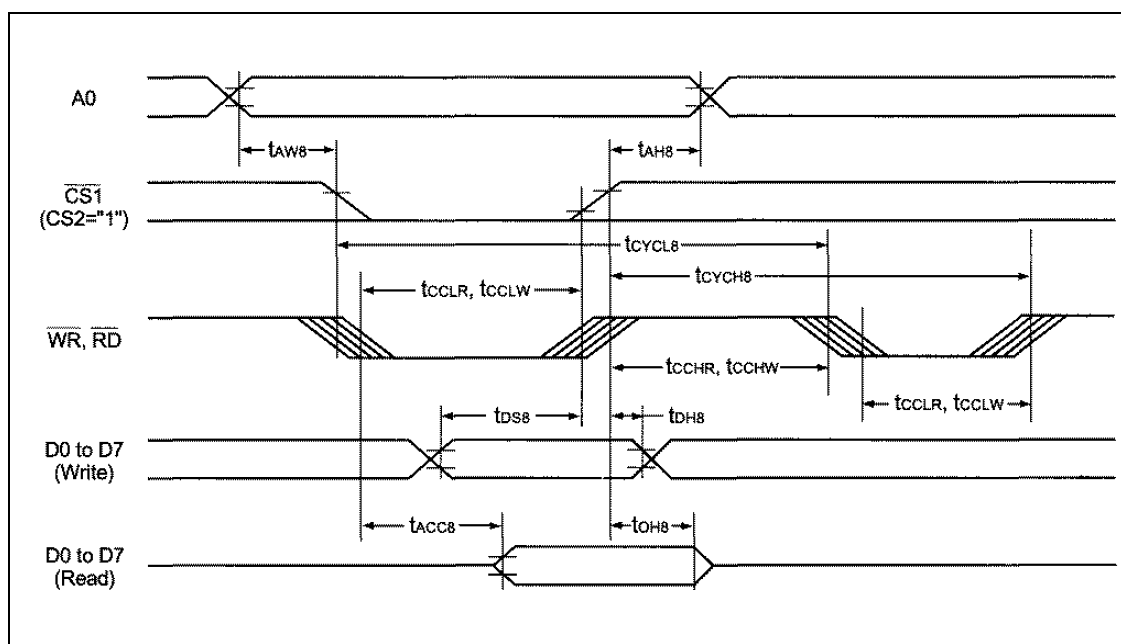 A0
tAW8
tAH8
CS1
(CS2="1")
tCYCL8
tCYCH8
tCCLR, tCCLW
WR, RD
tCCHR, tCCHW
tCCLR, tCCLW
tDS8
tDH8
D0 to D7
(Write)
tACC8
tOH8
D0 to D7
(Read)